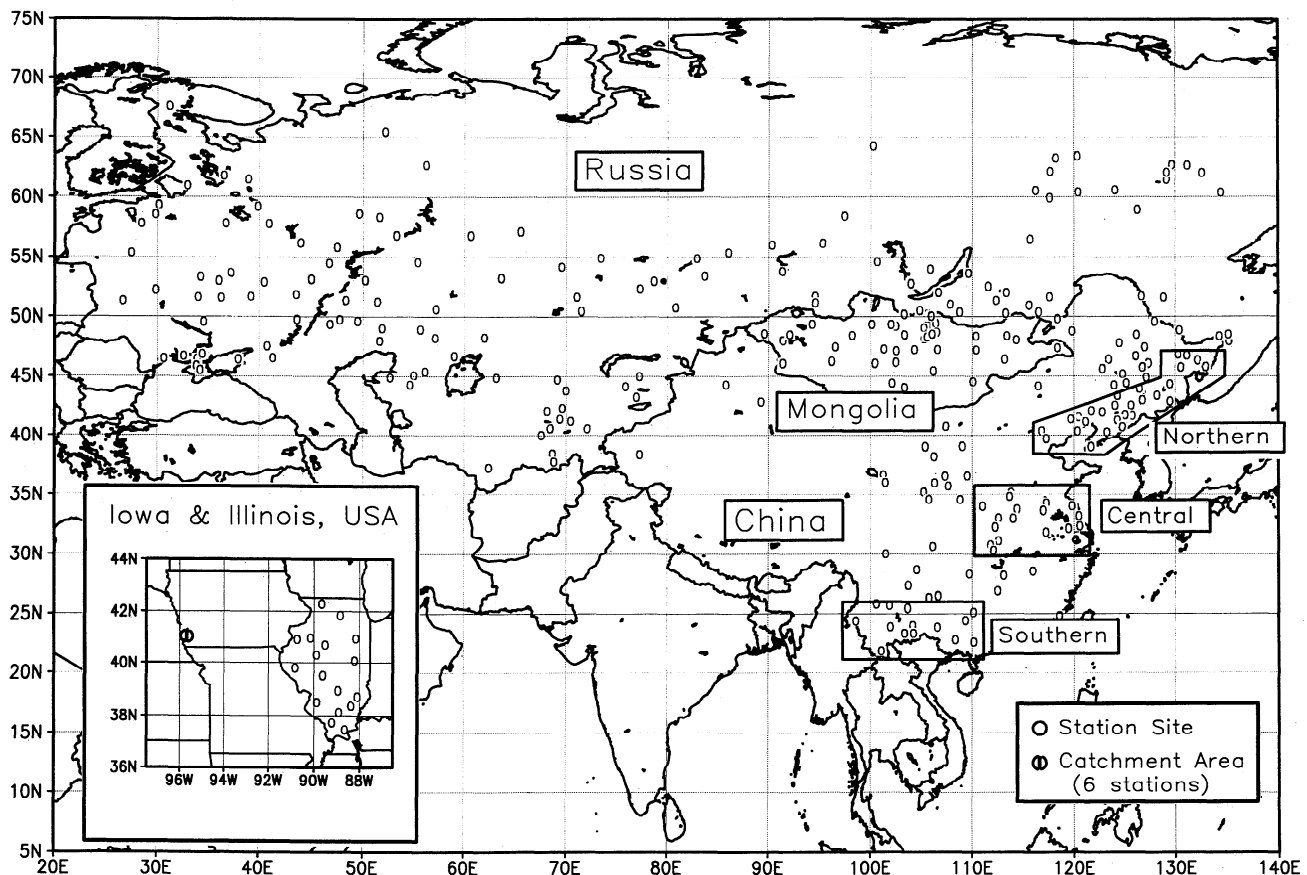 75N
70N
65N
60N
55N
50N
45N
40N
35N
30N
25N
20N
15N
10N
5N
Russia
Mongolia
Northern
China
Central
Southern
Iowa & Illinois, USA
44N
42N
40N
38N
36N
96W 94W 92W 90W 88W
Station Site
Catchment Area
(6 stations)
20E 30E 40E 50E 60E 70E 80E 90E 100E 110E 120E 130E 140E